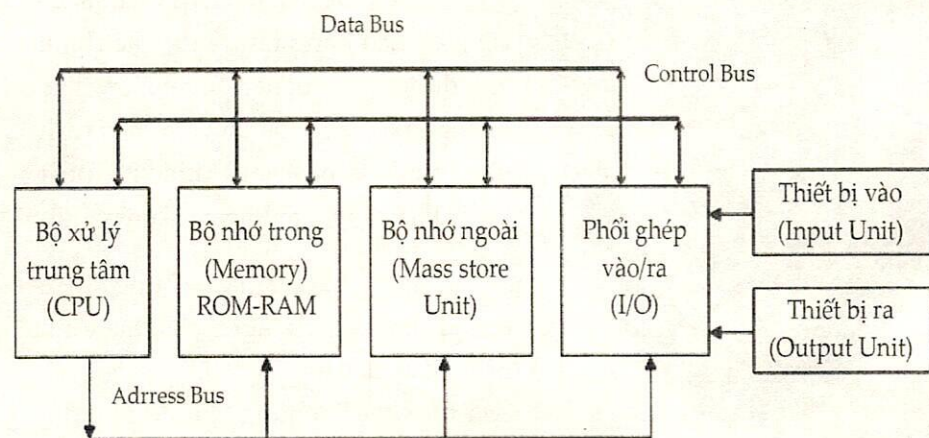 Data Bus
Control Bus
Bộ xử lý
trung tâm
(CPU)
Bộ nhớ trong
(Memory)
ROM-RAM
Bộ nhớ ngoài
(Mass store
Unit)
Phối ghép
vào/ra
(I/O)
Thiết bị vào
(Input Unit)
Thiết bị ra
(Output Unit)
Adrress Bus